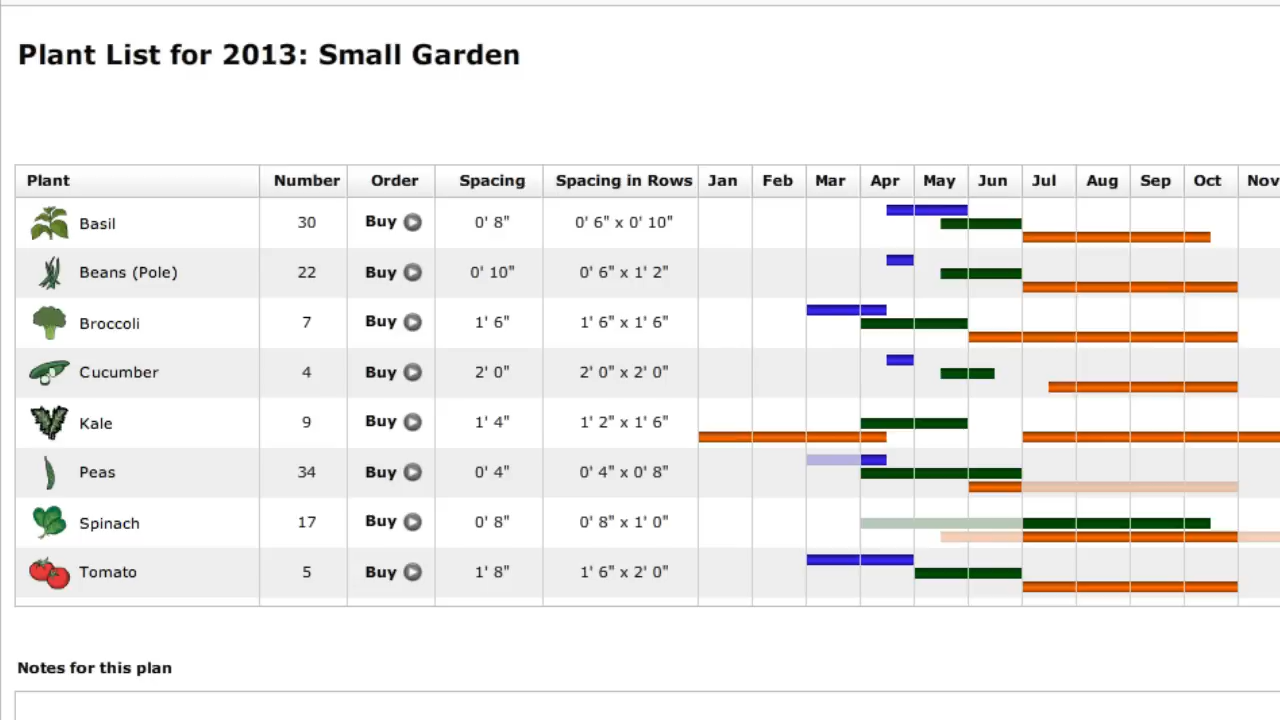 Plant List for 2013: Small Garden
Plant Number Order Spacing Spacing in Rows Jan Feb Mar Apr May Jun Jul Aug Sep Oct Nov
Basil 30 Buy 0' 8" 0' 6" x 0' 10"
Beans (Pole) 22 Buy 0' 10" 0' 6" x 1' 2"
Broccoli 7 Buy 1' 6" 1' 6" x 1' 6"
Cucumber 4 Buy 2' 0" 2' 0" x 2' 0"
Kale 9 Buy 1' 4" 1' 2" x 1' 6"
Peas 34 Buy 0' 4" 0' 4" x 0' 8"
Spinach 17 Buy 0' 8" 0' 8" x 1' 0"
Tomato 5 Buy 1' 8" 1' 6" x 2' 0"
Notes for this plan